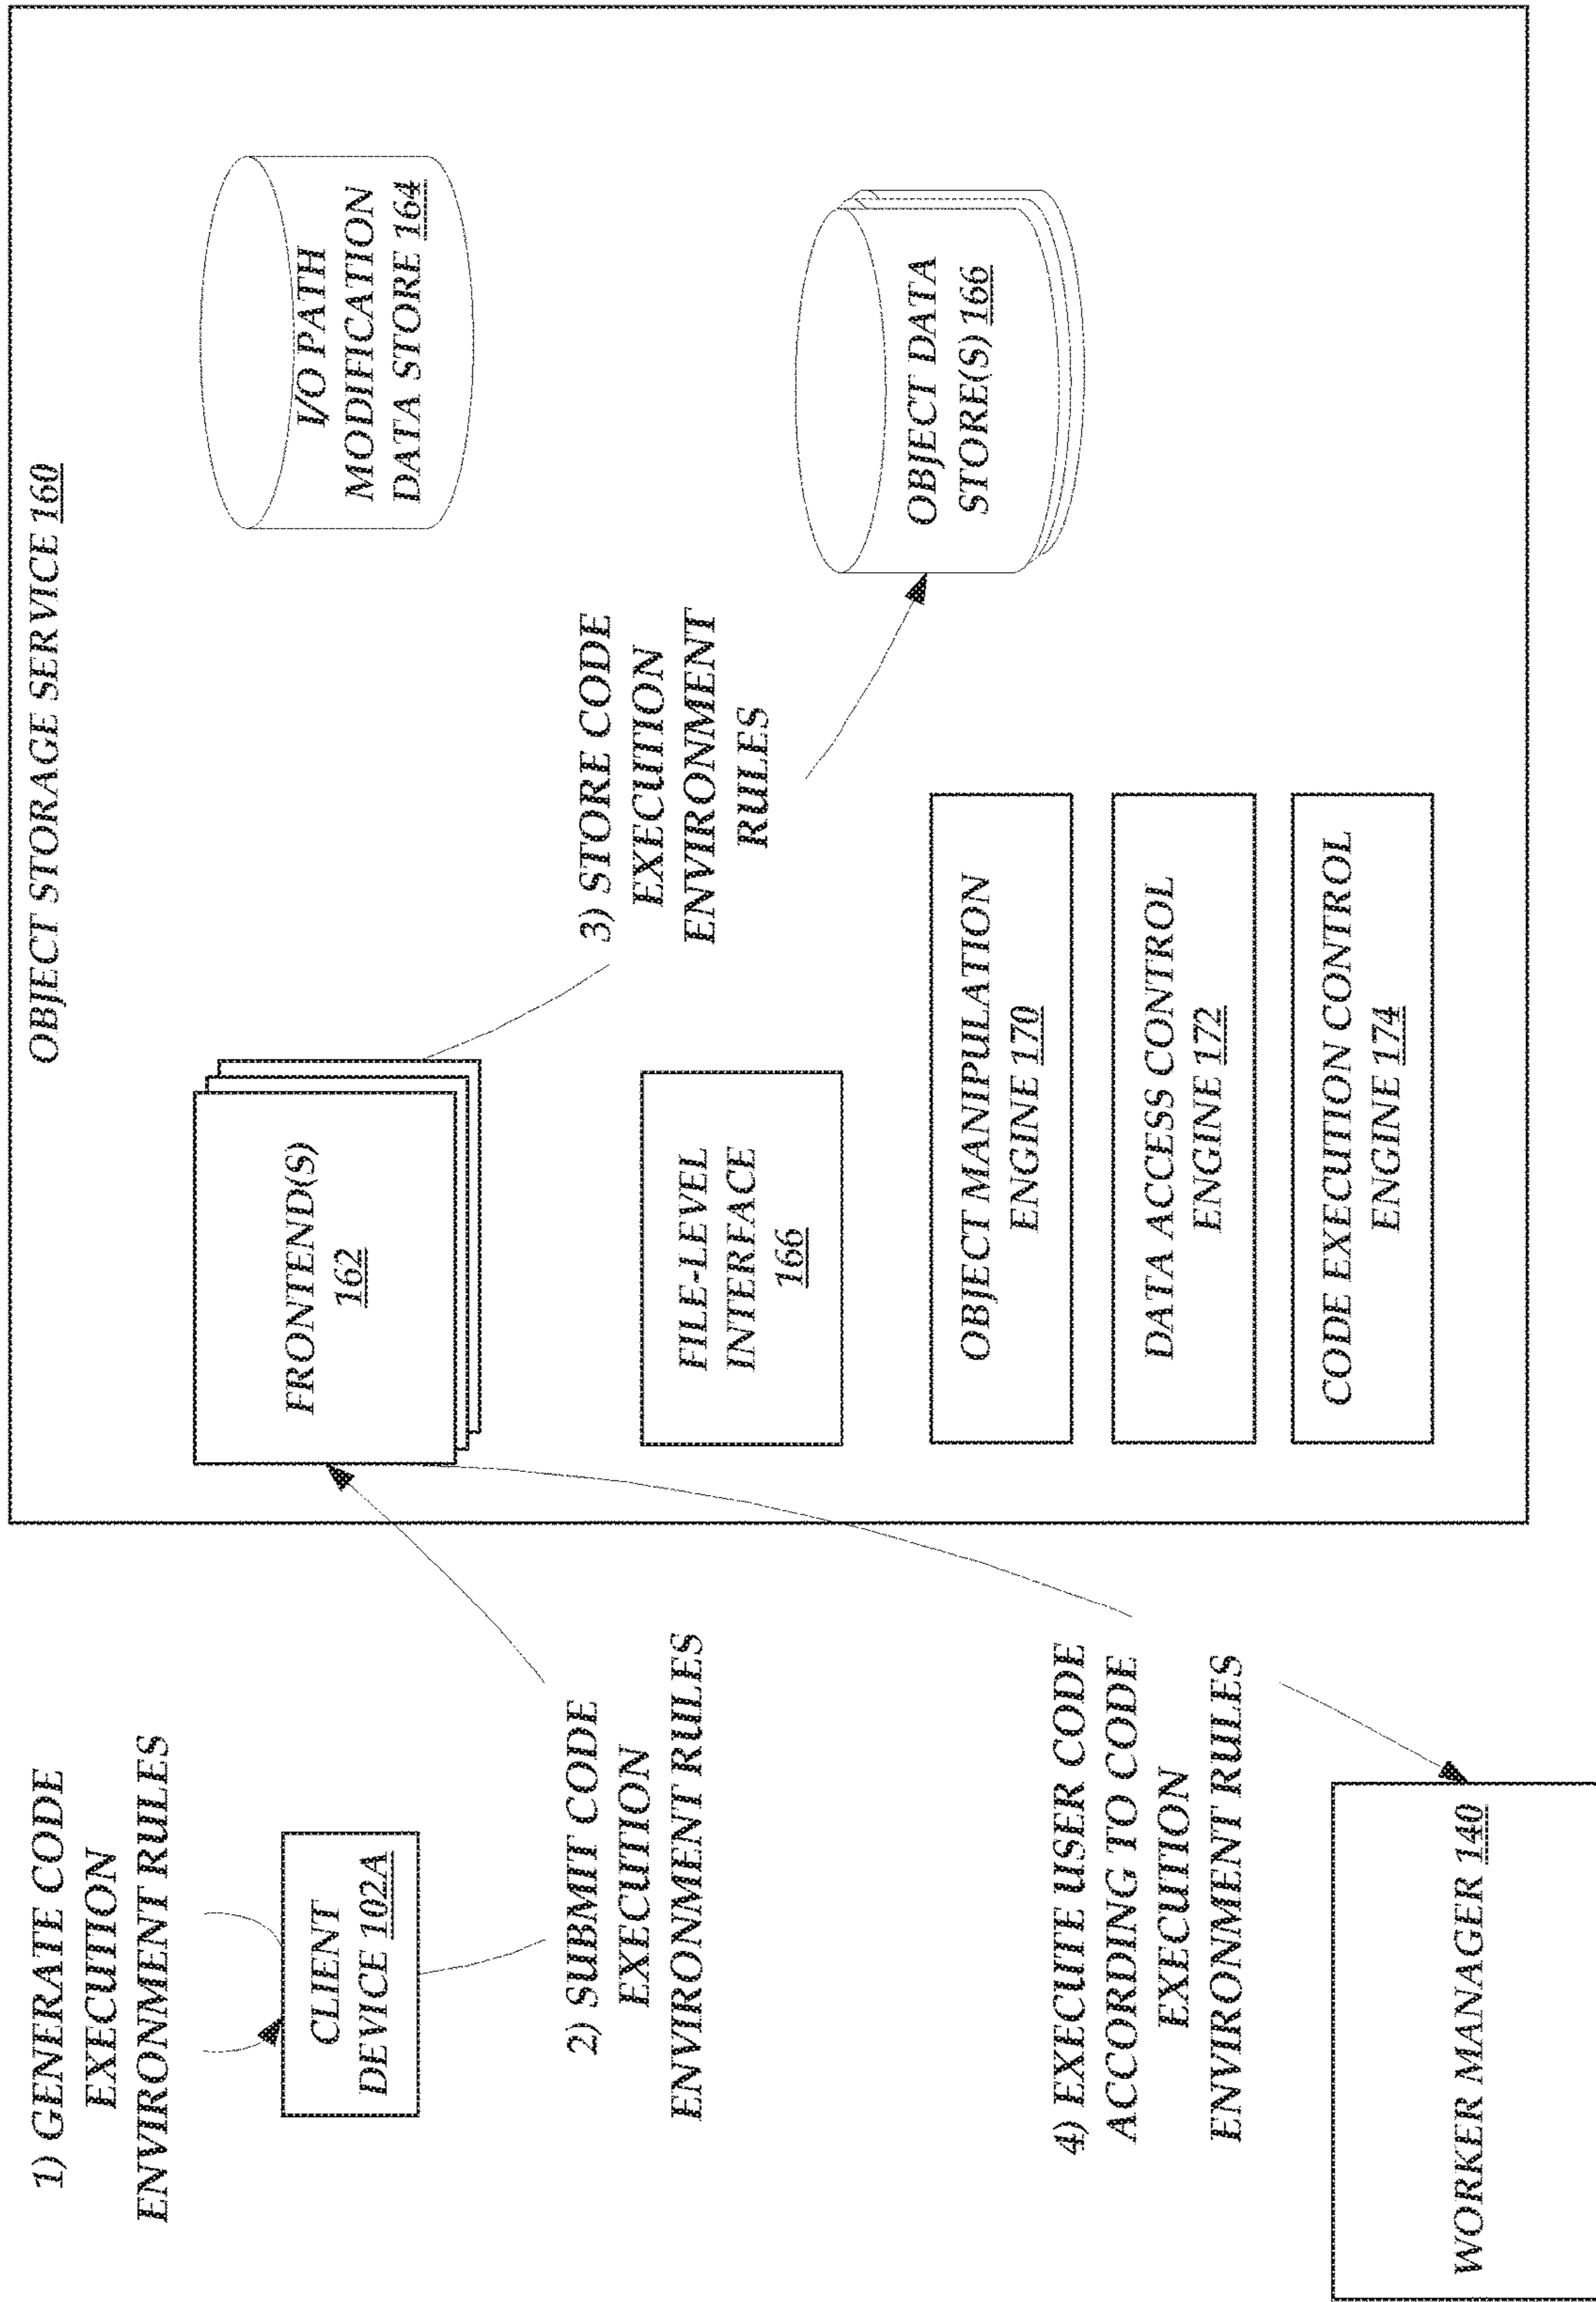 1) GENERATE CODE
EXECUTION
ENVIRONMENT RULES
CLIENT
DEVICE 102A
2) SUBMIT CODE
EXECUTION
ENVIRONMENT RULES
4) EXECUTE USER CODE
ACCORDING TO CODE
EXECUTION
ENVIRONMENT RULES
WORKER MANAGER 140
OBJECT STORAGE SERVICE 160
FRONTEND(S)
162
3) STORE CODE
EXECUTION
ENVIRONMENT
RULES
FILE-LEVEL
INTERFACE
166
OBJECT MANIPULATION
ENGINE 170
DATA ACCESS CONTROL
ENGINE 172
CODE EXECUTION CONTROL
ENGINE 174
I/O PATH
MODIFICATION
DATA STORE 164
OBJECT DATA
STORE(S) 166